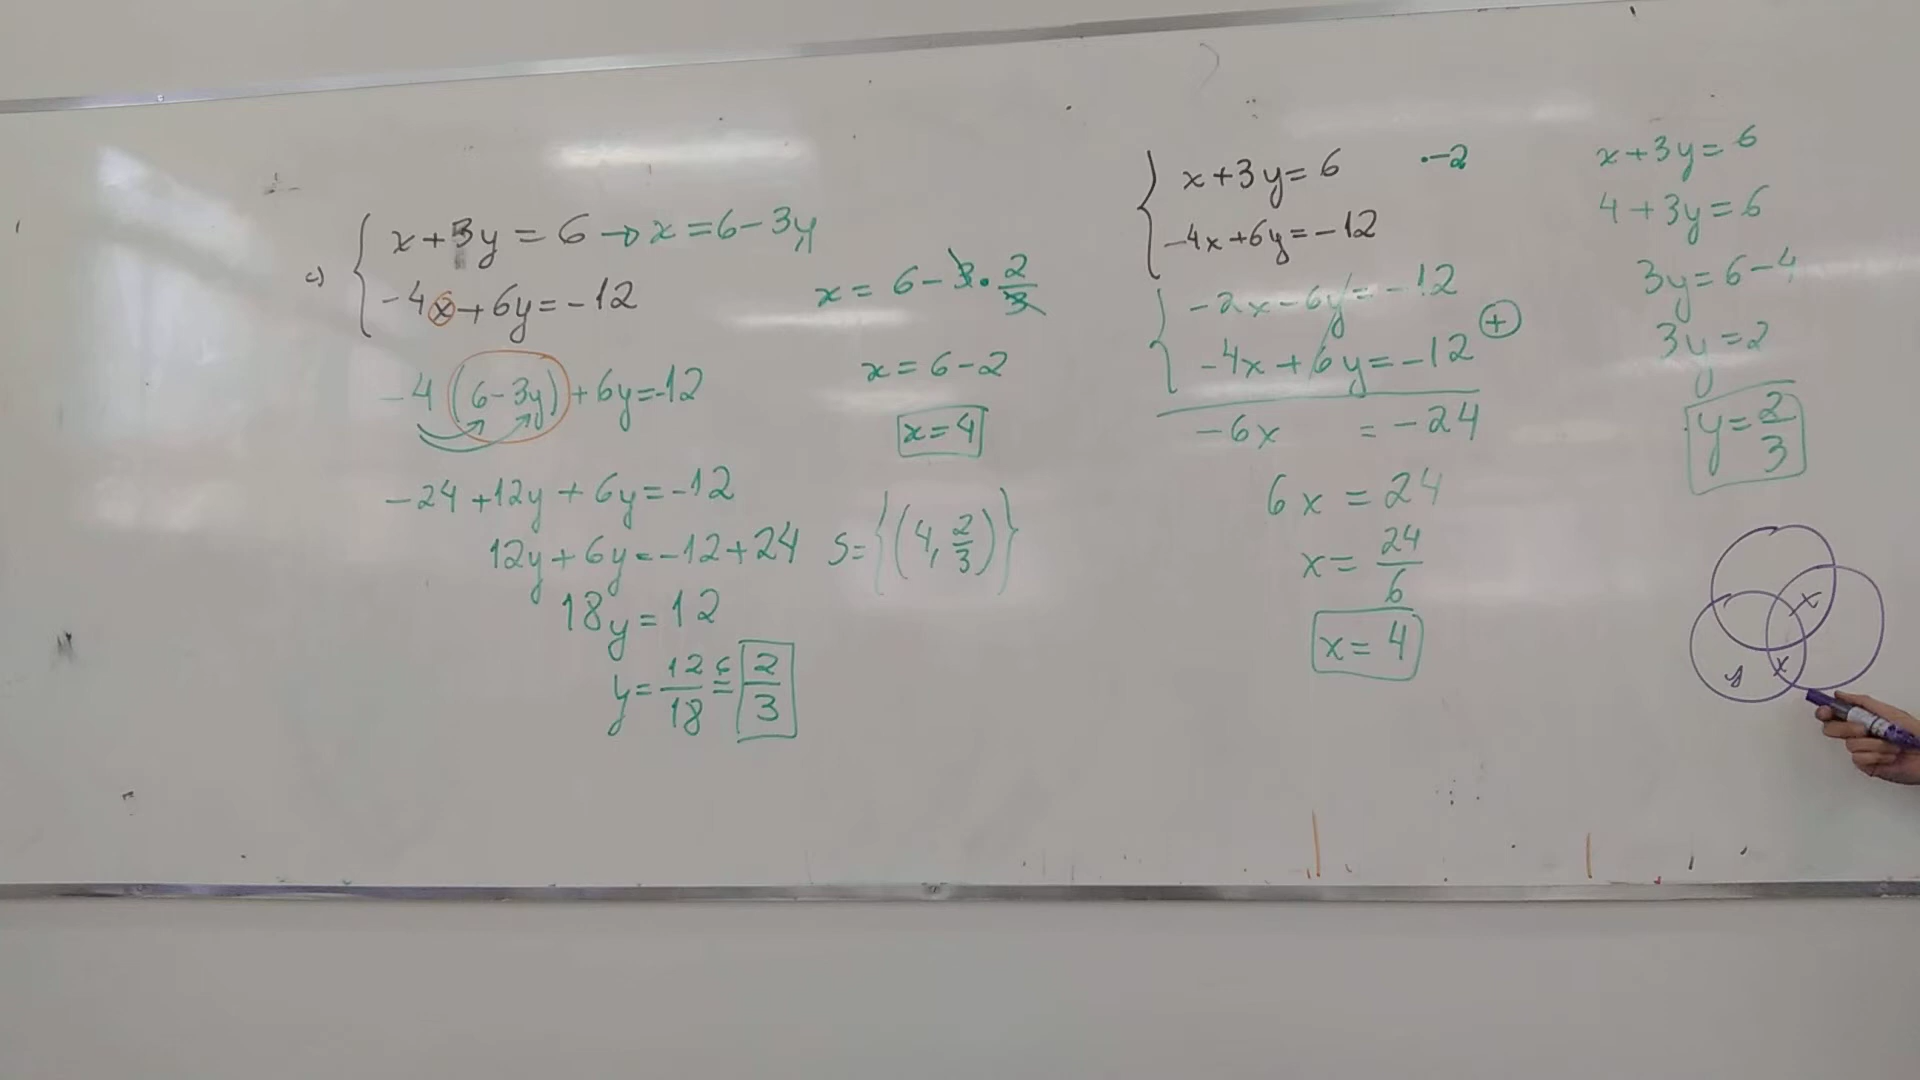 c)
x+3y=6→x=6-3y
-4x+6y=-12
-4(6-3y)+6y=-12
-24+12y+6y=-12
12y+6y=-12+24
18y=12
y=12/18=2/3
x=6-3·2/3
x=6-2
x=4
S={(4,2/3)}
x+3y=6 ·-2
-4x+6y=-12
-2x-6y=-12
-4x+6y=-12 +
-6x =-24
6x=24
x=24/6
x=4
x+3y=6
4+3y=6
3y=6-4
3y=2
y=2/3
x
x